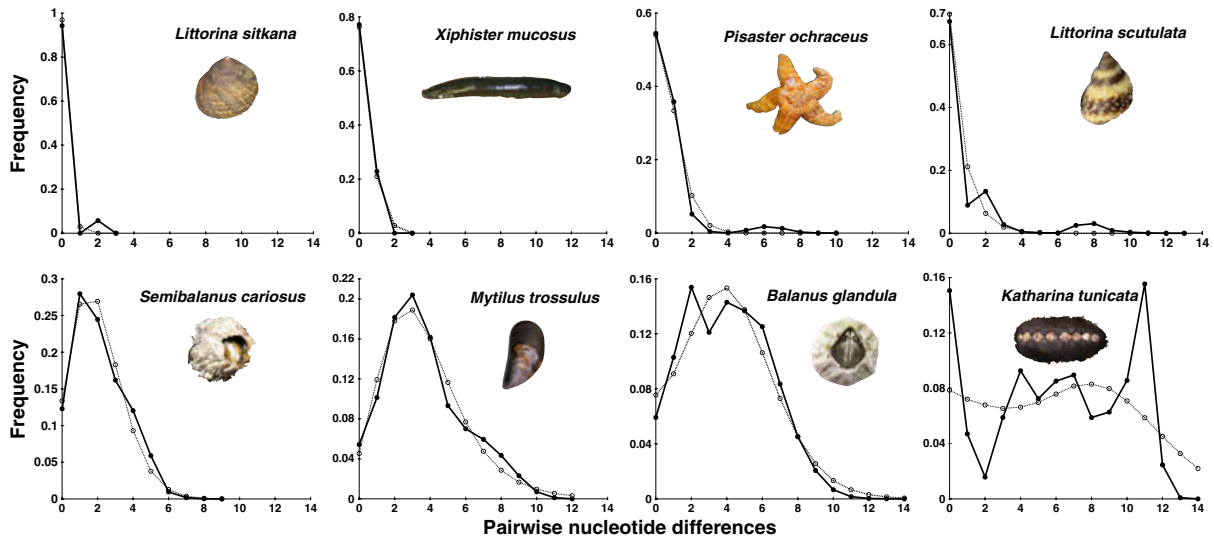 Littorina sitkana
Xiphister mucosus
Pisaster ochraceus
Littorina scutulata
Frequency
1
0.8
0.6
0.4
0.2
0
0 2 4 6 8 10 12 14
0.8
0.6
0.4
0.2
0
0 2 4 6 8 10 12 14
0.6
0.4
0.2
0
0 2 4 6 8 10 12 14
0.7
0.6
0.4
0.2
0
0 2 4 6 8 10 12 14
Semibalanus cariosus
Mytilus trossulus
Balanus glandula
Katharina tunicata
Frequency
0.3
0.25
0.2
0.15
0.1
0.05
0
0 2 4 6 8 10 12 14
0.22
0.2
0.16
0.12
0.08
0.04
0
0 2 4 6 8 10 12 14
0.16
0.12
0.08
0.04
0
0 2 4 6 8 10 12 14
0.16
0.12
0.08
0.04
0
0 2 4 6 8 10 12 14
Pairwise nucleotide differences